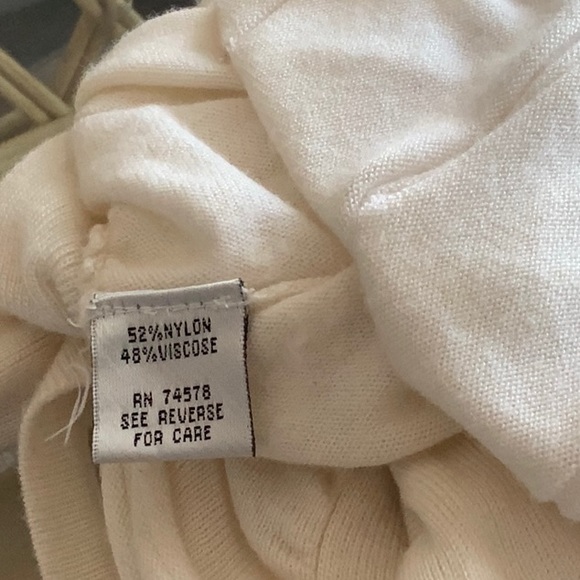 52%NYLON
48%VISCOSE
RN 74578
SEE REVERSE
FOR CARE